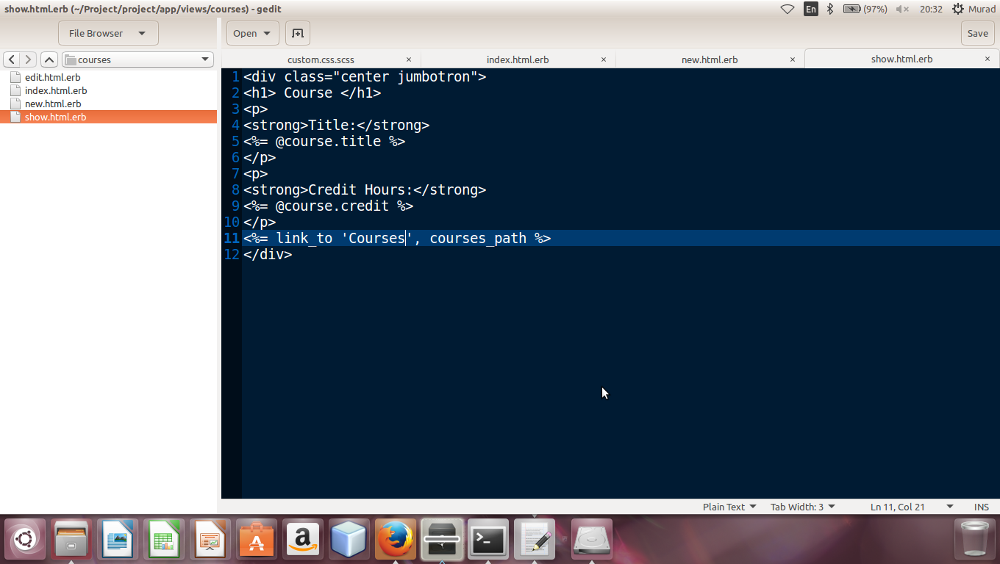 show.html.erb (~/Project/project/app/views/courses) - gedit
En
(97%)
20:32
Murad
File Browser
Open
Save
courses
custom.css.scss ×
index.html.erb ×
new.html.erb ×
show.html.erb ×
edit.html.erb
index.html.erb
new.html.erb
show.html.erb
1 <div class="center jumbotron">
2 <h1> Course </h1>
3 <p>
4 <strong>Title:</strong>
5 <%= @course.title %>
6 </p>
7 <p>
8 <strong>Credit Hours:</strong>
9 <%= @course.credit %>
10 </p>
11 <%= link_to 'Courses', courses_path %>
12 </div>
Plain Text
Tab Width: 3
Ln 11, Col 21
INS
a
A
>_